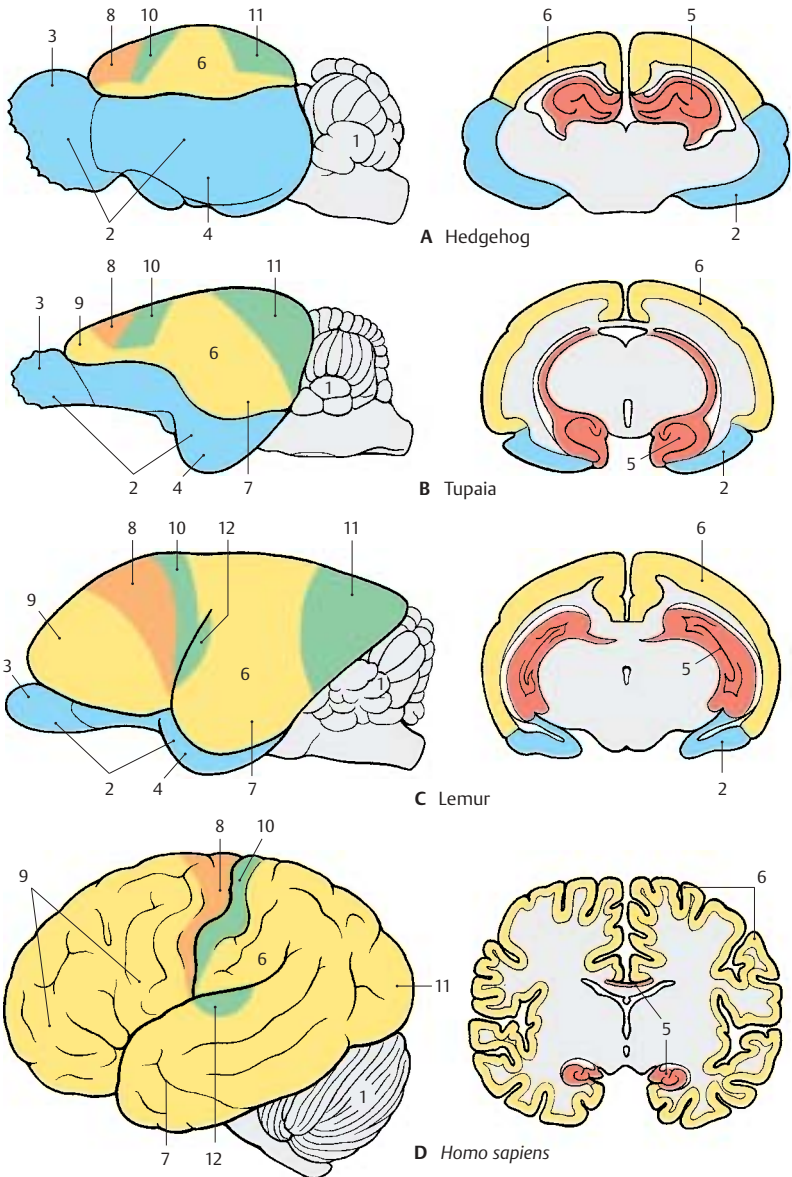 3 8 10 11 6 5
6
1
2 4 2
A Hedgehog
8 10 11 6
3 9
6
1
2 4 7 5 2
B Tupaia
8 10 12 11 6
9
3 6 1 5
2 4 7 2
C Lemur
8 10
9 6
6
11
5
1
7 12
D Homo sapiens